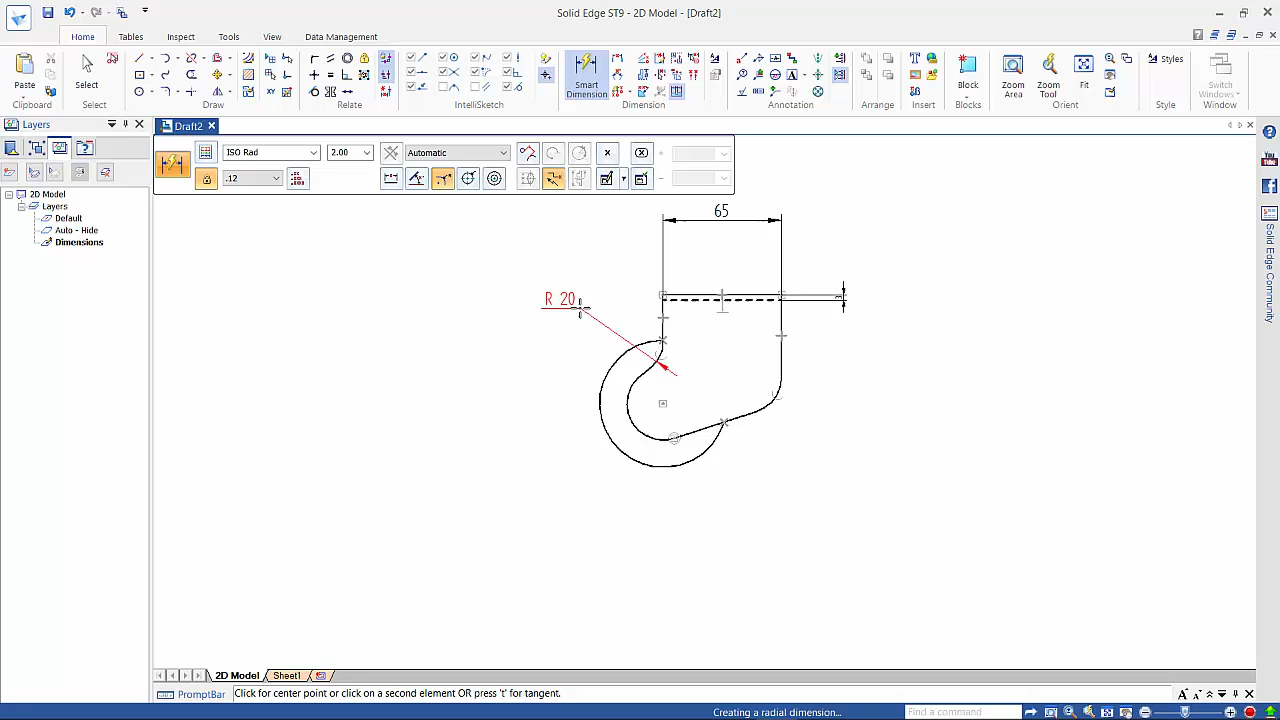 Solid Edge ST9 - 2D Model - [Draft2]
Home
Tables
Inspect
Sketch
Tools
View
Data Management
Paste
Select
Smart
Dimension
Block
Zoom
Area
Zoom
Tool
Fit
Styles
Switch
Windows
Clipboard
Select
Draw
Relate
IntelliSketch
Dimension
Annotation
Arrange
Insert
Blocks
Orient
Style
Window
Layers
Draft2
ISO Rad
2.00
Automatic
.12
2D Model
Layers
Default
Auto - Hide
Dimensions
65
R 20
3
YouTube
Solid Edge Community
2D Model
Sheet1
PromptBar
Click for center point or click on a second element OR press 't' for tangent.
Creating a radial dimension...
Find a command